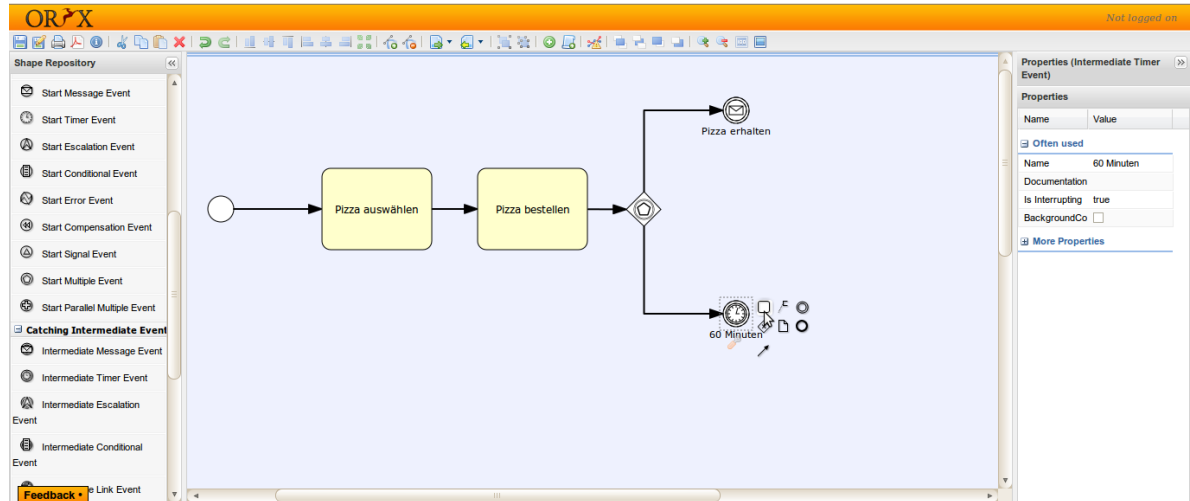 ORYX
Not logged on
Shape Repository
Start Message Event
Start Timer Event
Start Escalation Event
Start Conditional Event
Start Error Event
Start Compensation Event
Start Signal Event
Start Multiple Event
Start Parallel Multiple Event
Catching Intermediate Event
Intermediate Message Event
Intermediate Timer Event
Intermediate Escalation
Event
Intermediate Conditional
Event
e Link Event
Feedback
Pizza auswählen
Pizza bestellen
Pizza erhalten
60 Minuten
Properties (Intermediate Timer
Event)
Properties
Name Value
Often used
Name 60 Minuten
Documentation
Is Interrupting true
BackgroundCo
More Properties